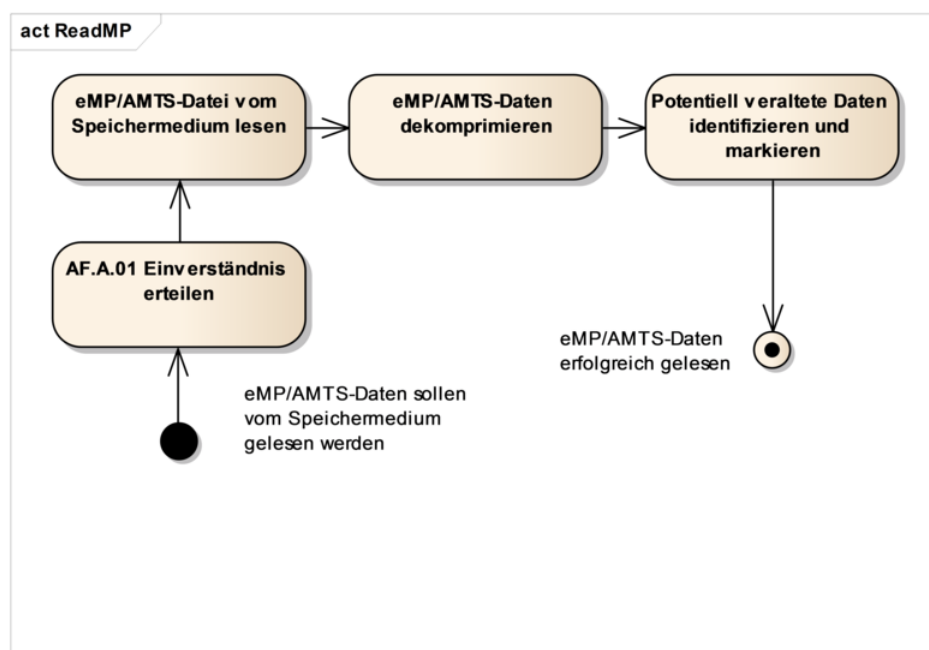 act ReadMP
eMP/AMTS-Datei vom
Speichermedium lesen
eMP/AMTS-Daten
dekomprimieren
Potentiell veraltete Daten
identifizieren und
markieren
AF.A.01 Einverständnis
erteilen
eMP/AMTS-Daten
erfolgreich gelesen
eMP/AMTS-Daten sollen
vom Speichermedium
gelesen werden